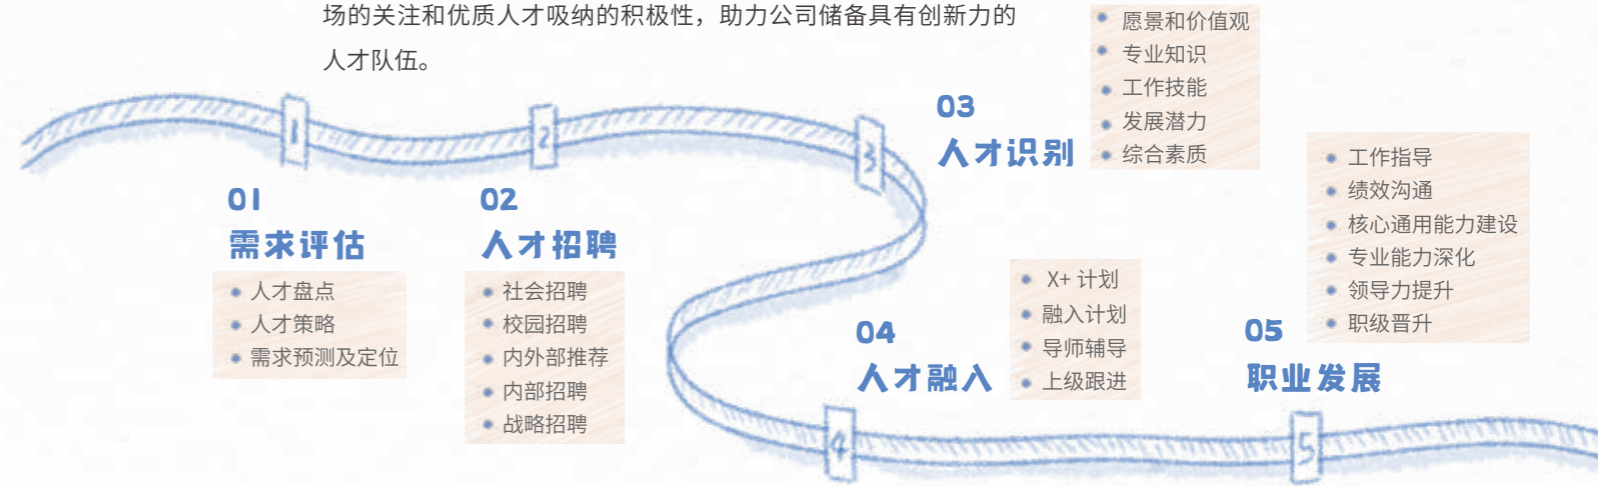 场的关注和优质人才吸纳的积极性，助力公司储备具有创新力的
人才队伍。
1
01
需求评估
人才盘点
人才策略
需求预测及定位
2
02
人才招聘
社会招聘
校园招聘
内外部推荐
内部招聘
战略招聘
3
03
人才识别
愿景和价值观
专业知识
工作技能
发展潜力
综合素质
4
04
人才融入
X+ 计划
融入计划
导师辅导
上级跟进
5
05
职业发展
工作指导
绩效沟通
核心通用能力建设
专业能力深化
领导力提升
职级晋升